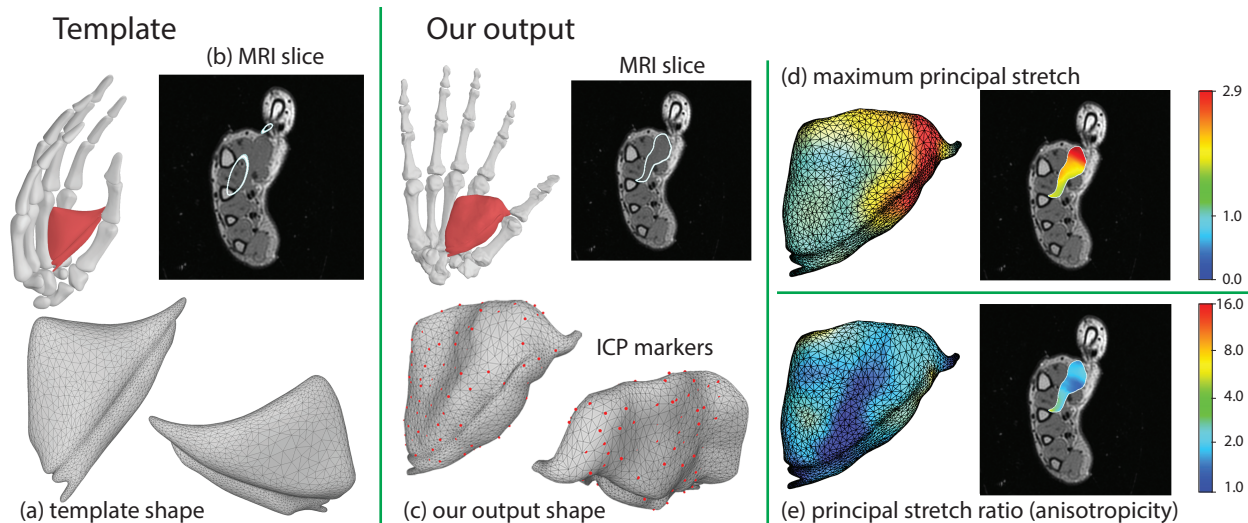 Template
(b) MRI slice
(a) template shape
Our output
MRI slice
ICP markers
(c) our output shape
(d) maximum principal stretch
2.9
1.0
0.0
16.0
8.0
4.0
2.0
1.0
(e) principal stretch ratio (anisotropicity)